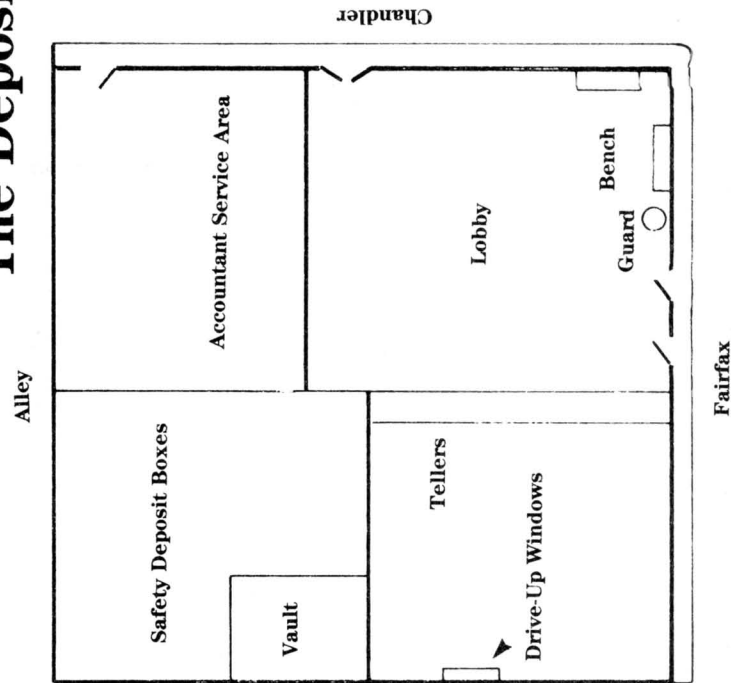 The Deposi
Alley
Safety Deposit Boxes
Accountant Service Area
Vault
Chandler
Tellers
Lobby
Drive-Up Windows
Bench
Guard
Fairfax